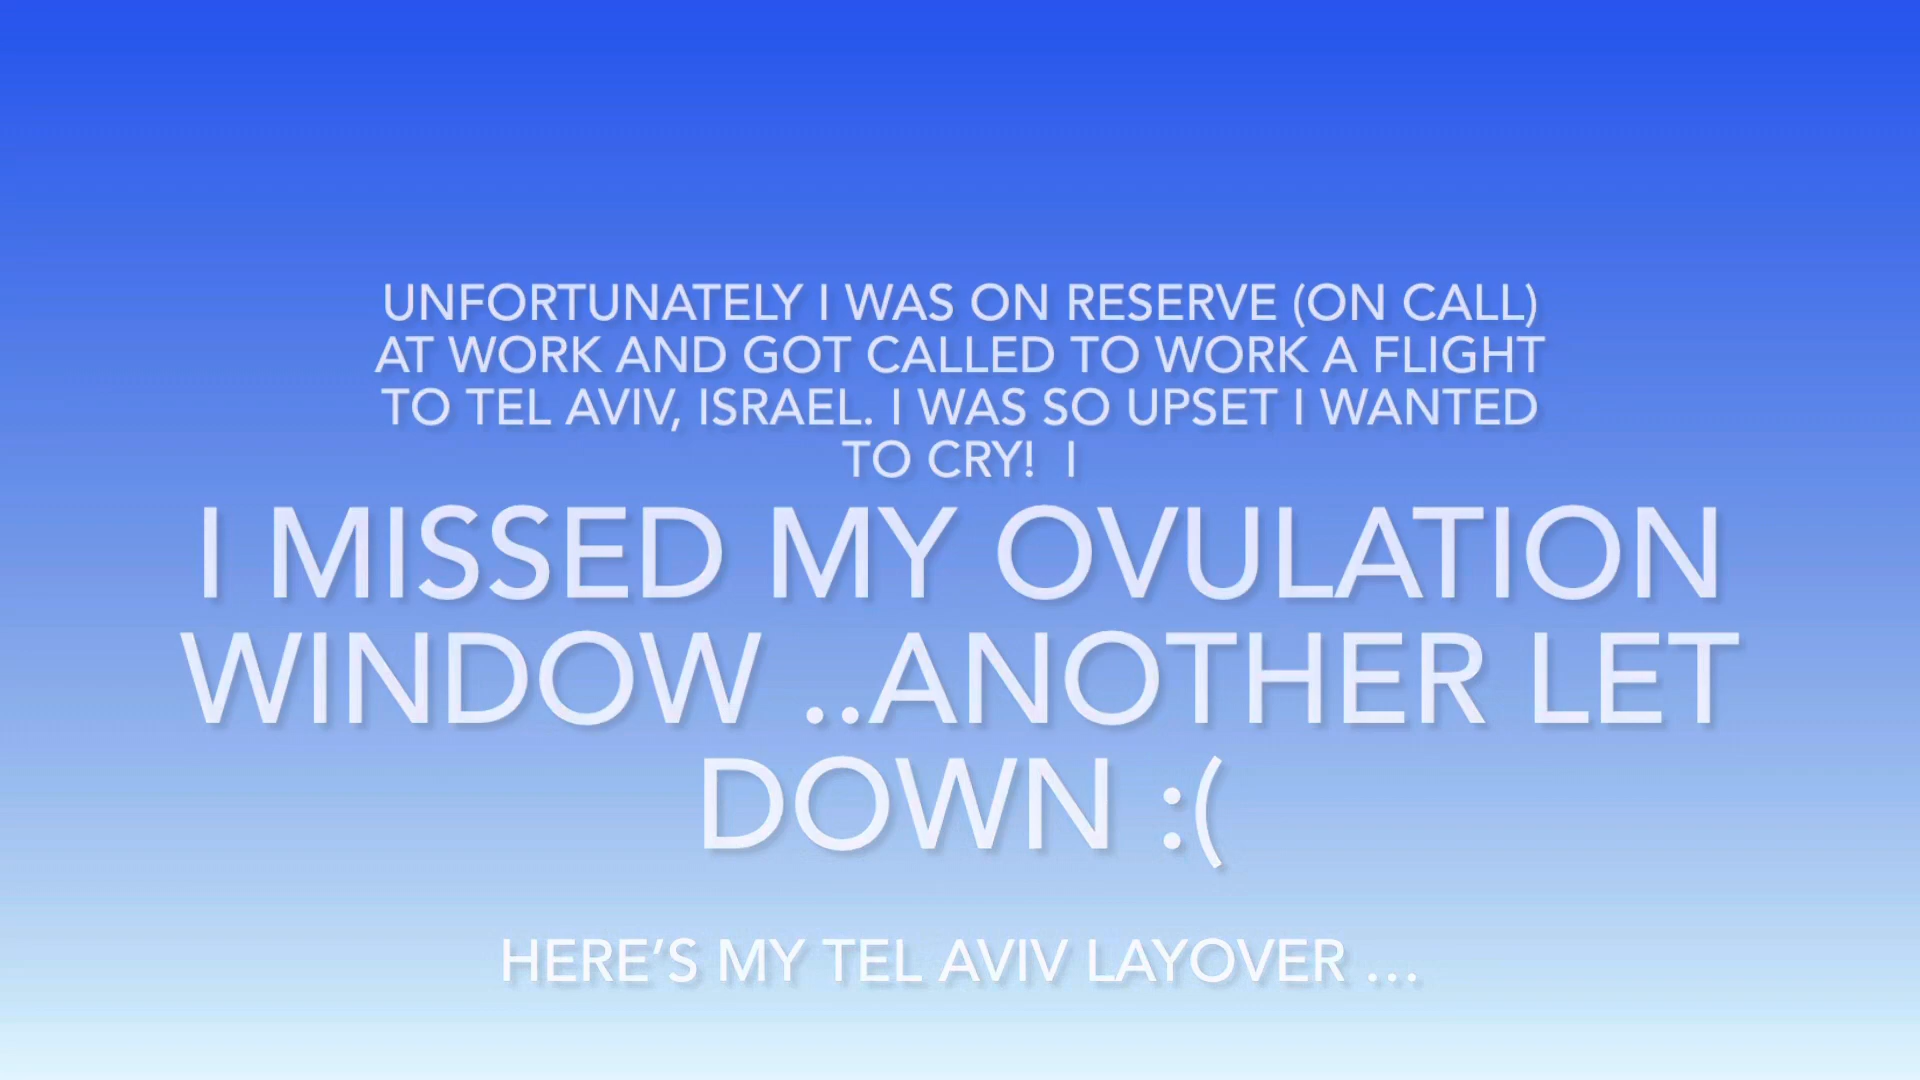 UNFORTUNATELY I WAS ON RESERVE (ON CALL)
AT WORK AND GOT CALLED TO WORK A FLIGHT
TO TEL AVIV, ISRAEL. I WAS SO UPSET I WANTED
TO CRY!  I
I MISSED MY OVULATION
WINDOW ..ANOTHER LET
DOWN :(
HERE’S MY TEL AVIV LAYOVER …